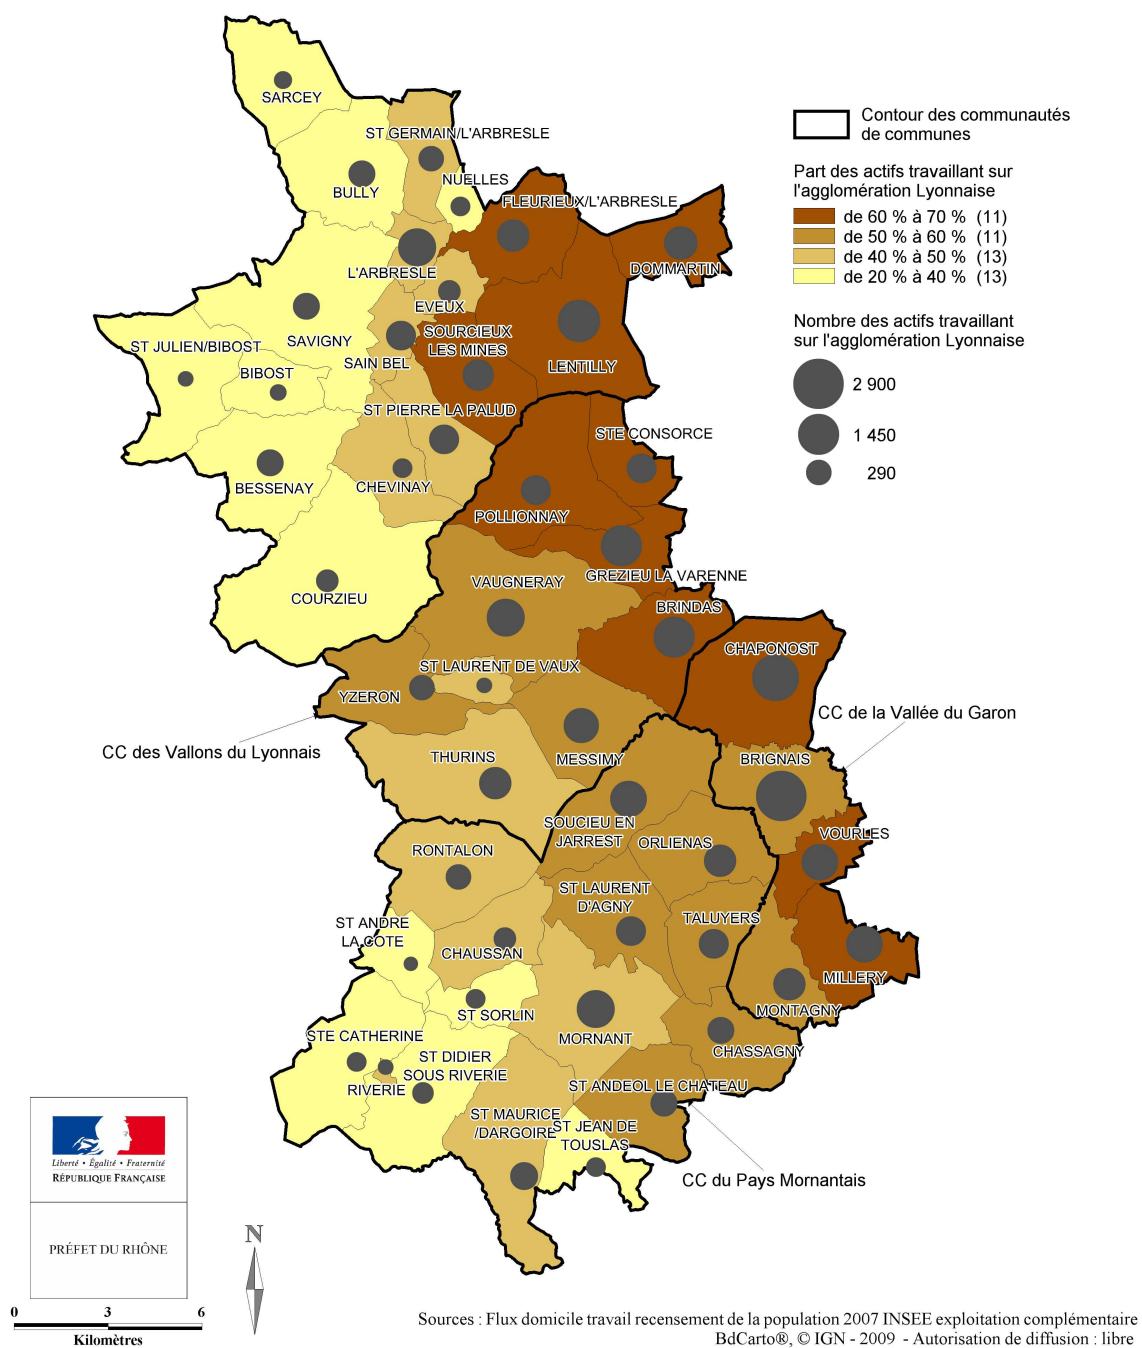 SARCEY
ST GERMAIN/L'ARBRESLE
BULLY
NUELLES
FLEURIEUX/L'ARBRESLE
DOMMARTIN
L'ARBRESLE
EVEUX
SAVIGNY
SOURCIEUX
LES MINES
ST JULIEN/BIBOST
BIBOST
SAIN BEL
LENTILLY
ST PIERRE LA PALUD
STE CONSORCE
BESSENAY
CHEVINAY
POLLIONNAY
COURZIEU
VAUGNERAY
GREZIEU LA VARENNE
BRINDAS
CHAPONOST
ST LAURENT DE VAUX
YZERON
CC des Vallons du Lyonnais
THURINS
MESSIMY
BRIGNAIS
CC de la Vallée du Garon
SOUCIEU EN
JARREST
ORLIENAS
VOURLES
RONTALON
ST LAURENT
D'AGNY
TALUYERS
ST ANDRE
LA COTE
CHAUSSAN
MILLERY
MONTAGNY
ST SORLIN
MORNANT
CHASSAGNY
STE CATHERINE
ST DIDIER
SOUS RIVERIE
RIVERIE
ST ANDEOL LE CHATEAU
ST MAURICE
/DARGOIRE
ST JEAN DE
TOUSLAS
CC du Pays Mornantais
Contour des communautés
de communes
Part des actifs travaillant sur
l'agglomération Lyonnaise
de 60 % à 70 % (11)
de 50 % à 60 % (11)
de 40 % à 50 % (13)
de 20 % à 40 % (13)
Nombre des actifs travaillant
sur l'agglomération Lyonnaise
2 900
1 450
290
Liberté • Égalité • Fraternité
RÉPUBLIQUE FRANÇAISE
PRÉFET DU RHÔNE
N
0 3 6
Kilomètres
Sources : Flux domicile travail recensement de la population 2007 INSEE exploitation complémentaire
BdCarto®, © IGN - 2009 - Autorisation de diffusion : libre